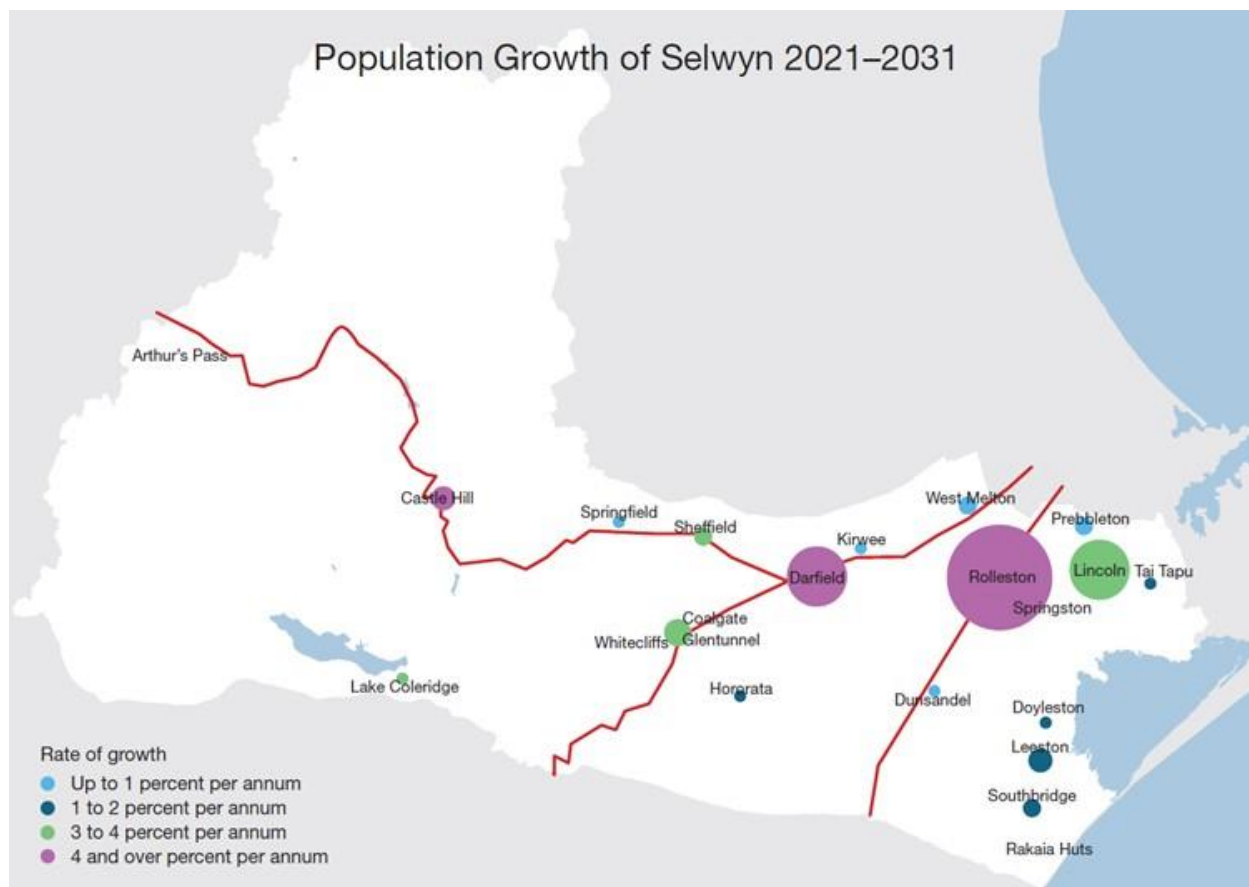 Population Growth of Selwyn 2021–2031
Arthur's Pass
Castle Hill
Springfield
Sheffield
West Melton
Prebbleton
Kirwee
Darfield
Rolleston
Lincoln
Tai Tapu
Springston
Coalgate
Whitecliffs
Glentunnel
Lake Coleridge
Hororata
Dunsandel
Doyleston
Leeston
Southbridge
Rakaia Huts
Rate of growth
Up to 1 percent per annum
1 to 2 percent per annum
3 to 4 percent per annum
4 and over percent per annum